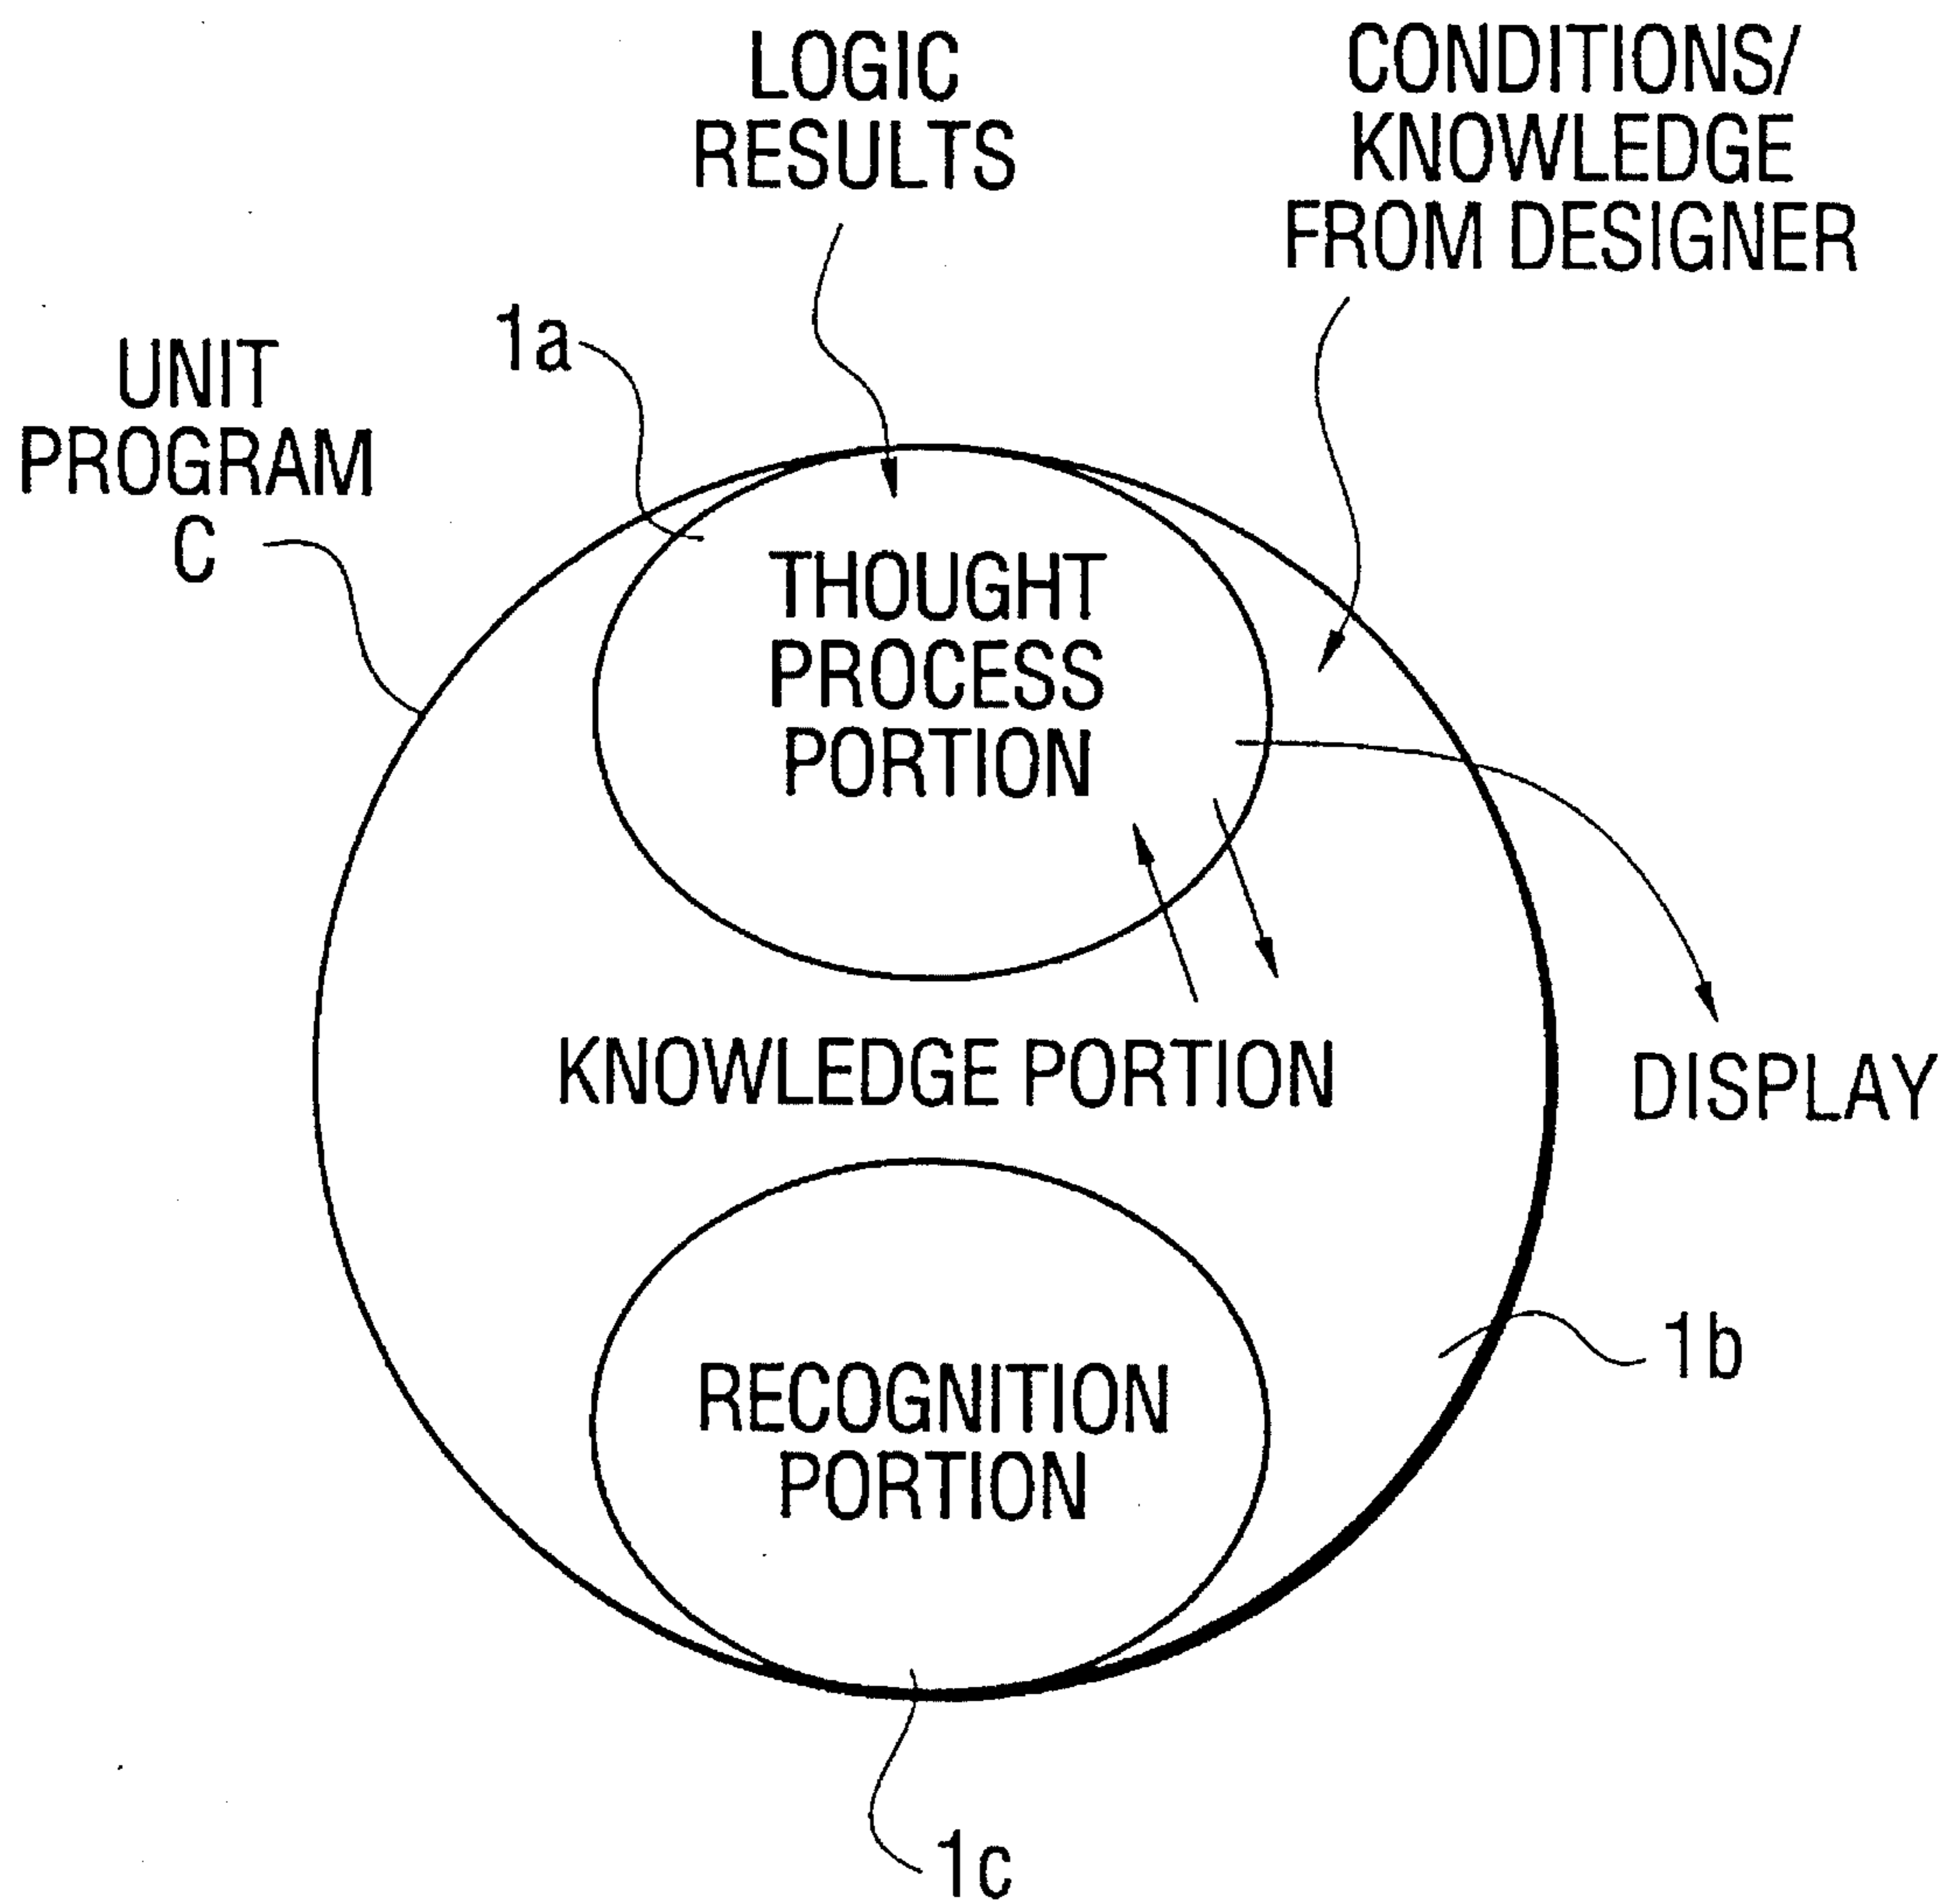 LOGIC
RESULTS
CONDITIONS/
KNOWLEDGE
FROM DESIGNER
1a
UNIT
PROGRAM
C
THOUGHT
PROCESS
PORTION
KNOWLEDGE PORTION
DISPLAY
1b
RECOGNITION
PORTION
1c